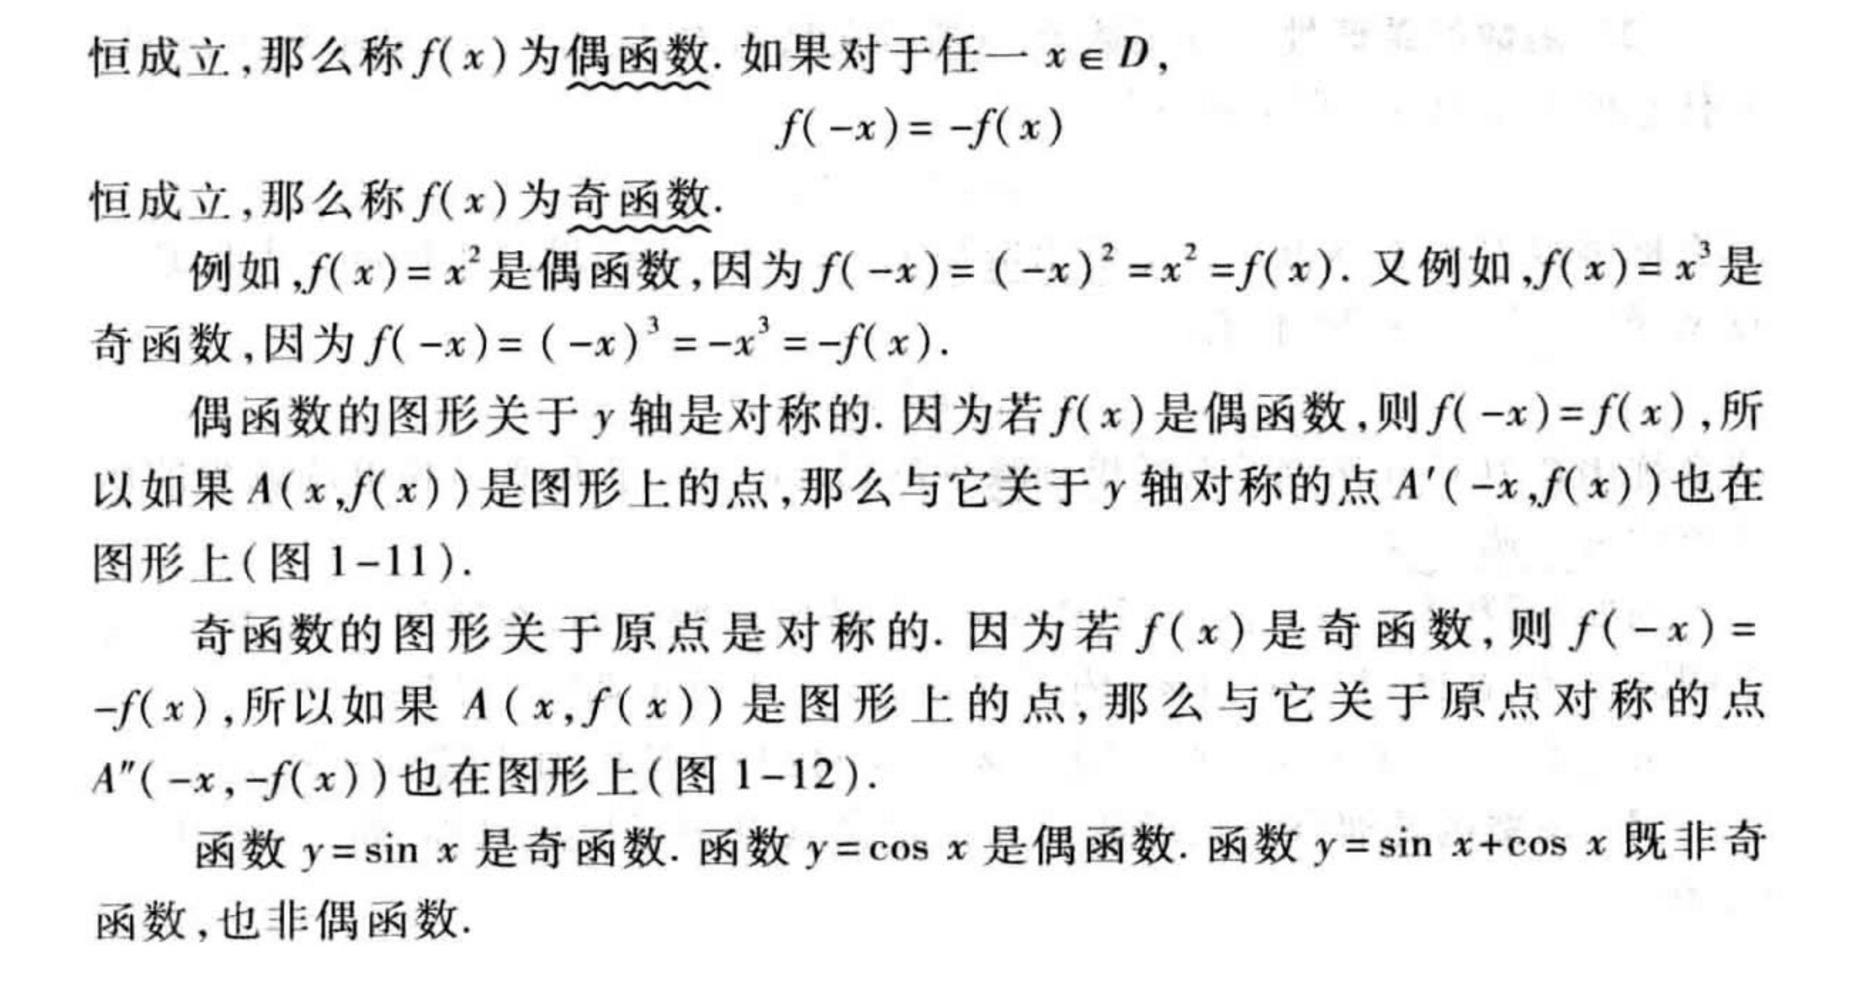 恒成立,那么称 f(x)为偶函数. 如果对于任一 x∈D,
f(-x)= -f(x)
恒成立,那么称 f(x)为奇函数.
例如,f(x)= x²是偶函数,因为 f(-x)= (-x)²=x²=f(x). 又例如,f(x)= x³是
奇函数,因为 f(-x)= (-x)³=-x³=-f(x).
偶函数的图形关于 y 轴是对称的. 因为若 f(x)是偶函数,则 f(-x)=f(x),所
以如果 A(x,f(x))是图形上的点,那么与它关于 y 轴对称的点 A′(-x,f(x))也在
图形上(图 1-11).
奇函数的图形关于原点是对称的. 因为若 f(x)是奇函数,则 f(-x)=
-f(x),所以如果 A(x,f(x))是图形上的点,那么与它关于原点对称的点
A″(-x,-f(x))也在图形上(图 1-12).
函数 y=sin x 是奇函数. 函数 y=cos x 是偶函数. 函数 y=sin x+cos x 既非奇
函数,也非偶函数.